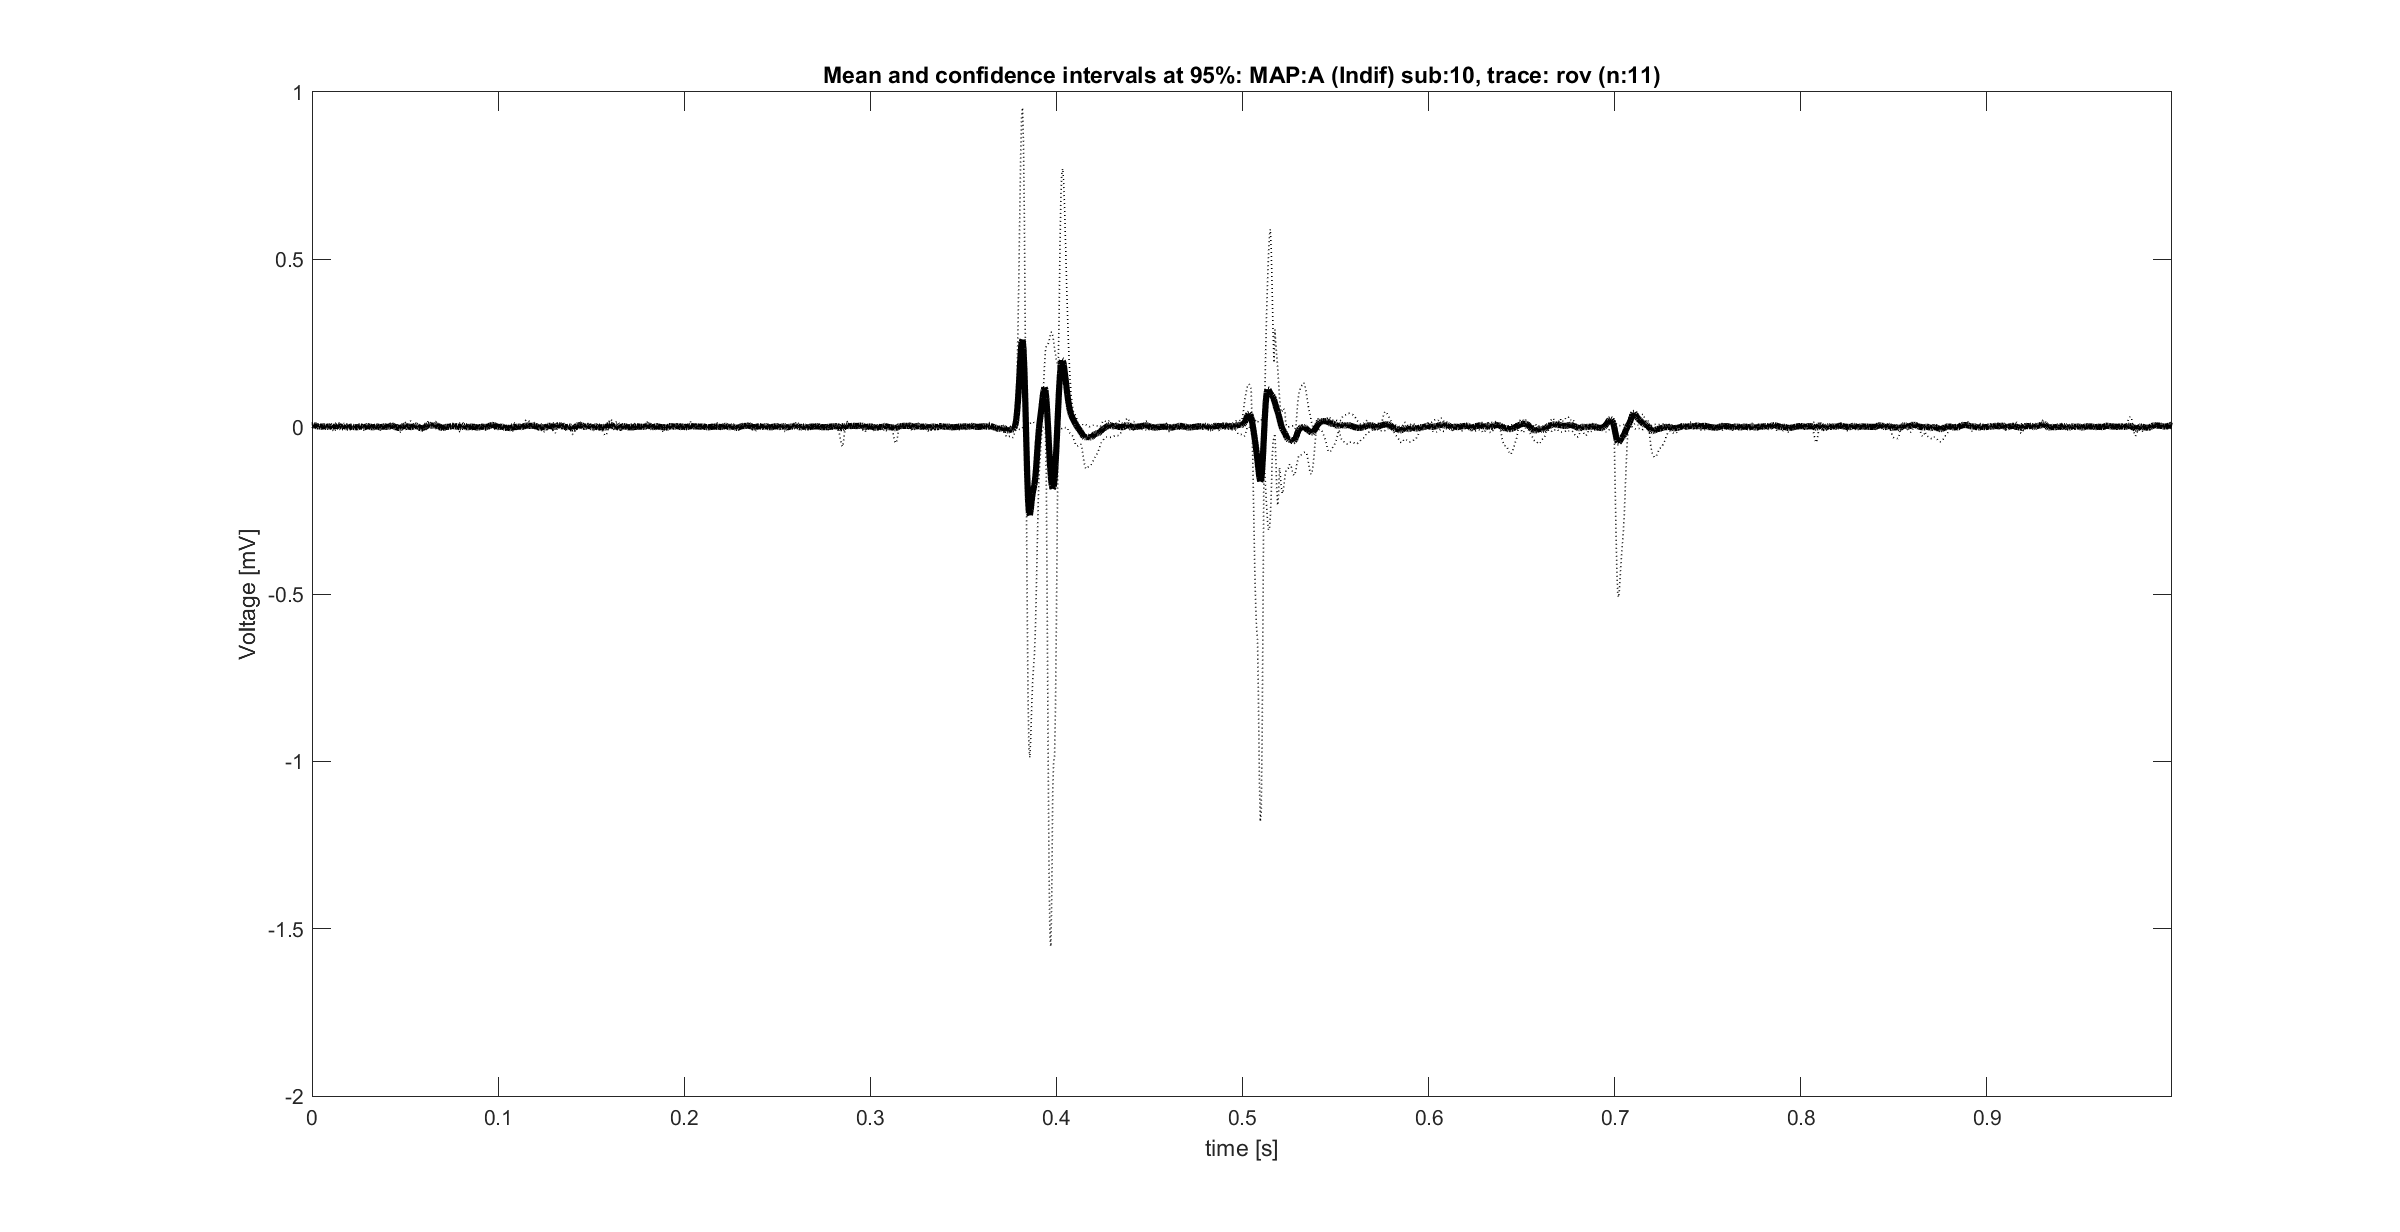 Mean and confidence intervals at 95%: MAP:A (Indif) sub:10, trace: rov (n:11)
1
0.5
0
-0.5
-1
-1.5
-2
Voltage [mV]
0 0.1 0.2 0.3 0.4 0.5 0.6 0.7 0.8 0.9
time [s]